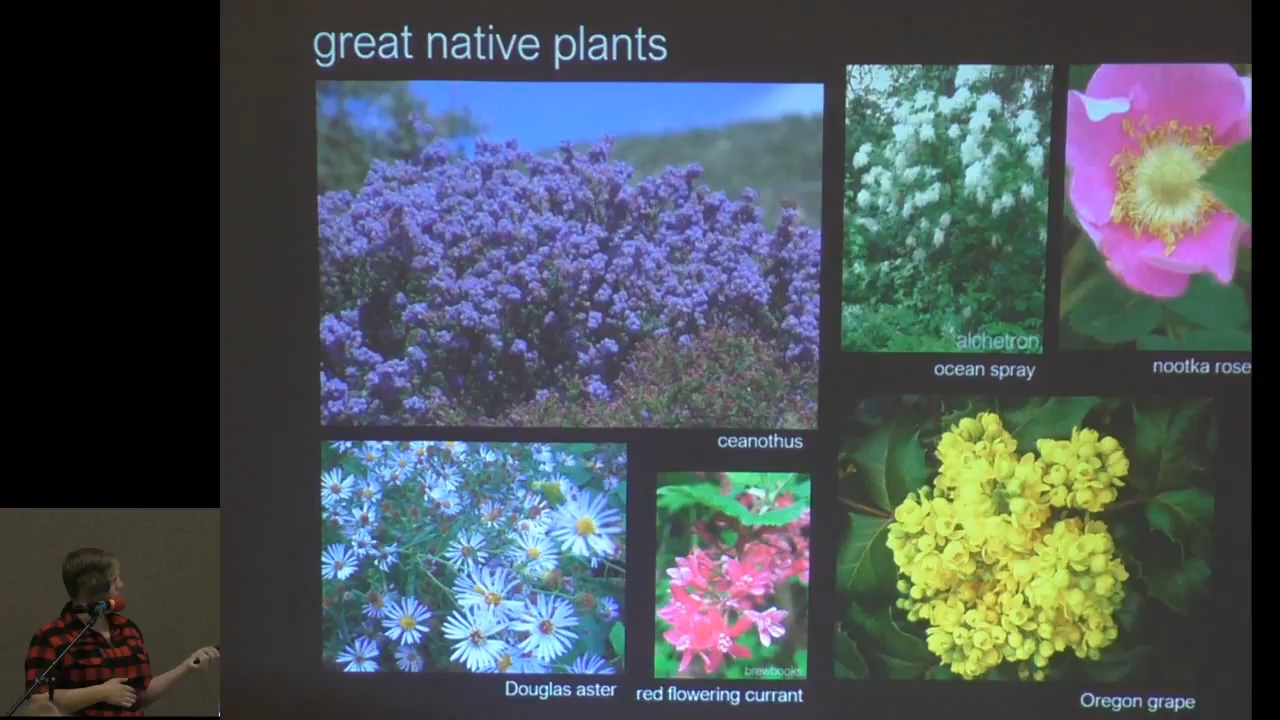 great native plants
alchetron
ocean spray
nootka rose
ceanothus
brewbooks
Douglas aster
red flowering currant
Oregon grape